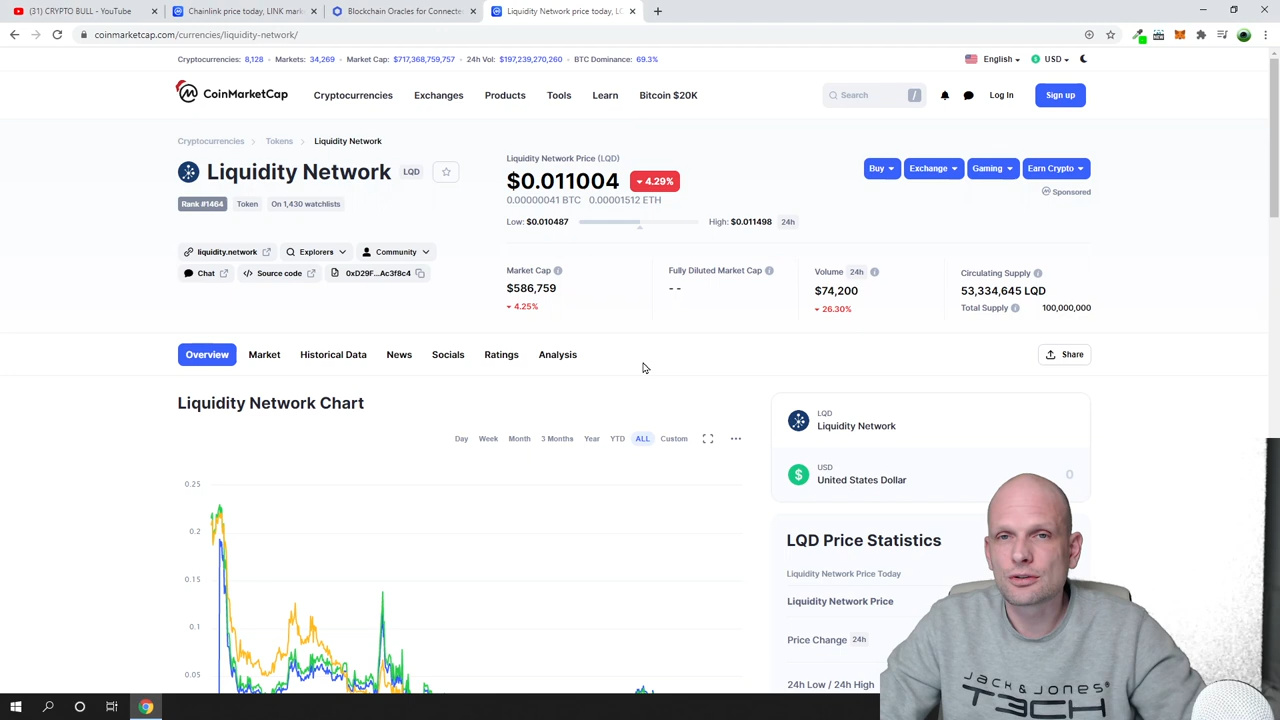 (31) CRYPTO BULL - YouTube
Chainlink price today, LINK mark
Blockchain Oracles for Connecte
Liquidity Network price today, L
coinmarketcap.com/currencies/liquidity-network/
Cryptocurrencies: 8,128 Markets: 34,269 Market Cap: $717,368,759,757 24h Vol: $197,239,270,260 BTC Dominance: 69.3%
English USD
CoinMarketCap Cryptocurrencies Exchanges Products Tools Learn Bitcoin $20K Search / Log In Sign up
Cryptocurrencies Tokens Liquidity Network
Liquidity Network LQD
Rank #1464 Token On 1,430 watchlists
liquidity.network Explorers Community
Chat Source code 0xD29F...Ac3f8c4
Liquidity Network Price (LQD)
$0.011004 4.29%
0.00000041 BTC 0.00001512 ETH
Low: $0.010487 High: $0.011498 24h
Buy Exchange Gaming Earn Crypto
Sponsored
Market Cap
$586,759
4.25%
Fully Diluted Market Cap
- -
Volume 24h
$74,200
26.30%
Circulating Supply
53,334,645 LQD
Total Supply 100,000,000
Overview Market Historical Data News Socials Ratings Analysis Share
Liquidity Network Chart
Day Week Month 3 Months Year YTD ALL Custom
0.25
0.2
0.15
0.1
0.05
LQD
Liquidity Network
USD
United States Dollar
0
LQD Price Statistics
Liquidity Network Price Today
Liquidity Network Price
Price Change 24h
24h Low / 24h High
JACK & JONES®
T3CH